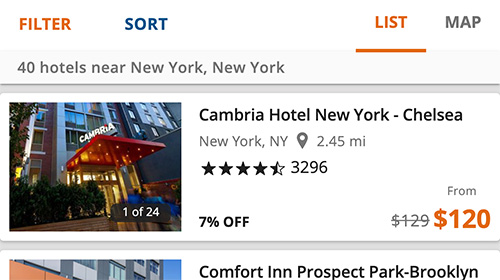 FILTER SORT LIST MAP
40 hotels near New York, New York
CAMBRIA
1 of 24
Cambria Hotel New York - Chelsea
New York, NY 2.45 mi
3296
From
7% OFF $129 $120
Comfort Inn Prospect Park-Brooklyn